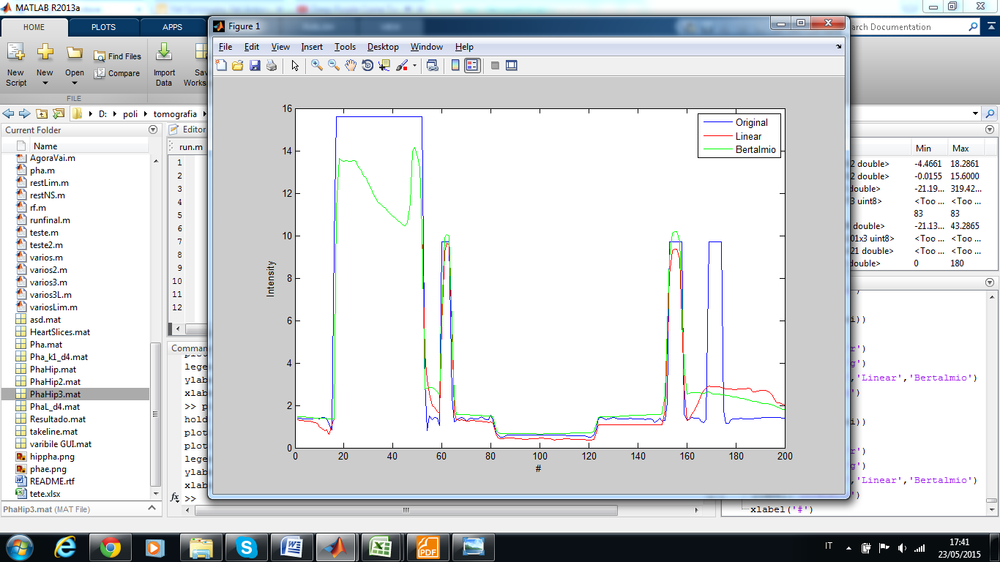 MATLAB R2013a
HOME PLOTS APPS
arch Documentation
New Script
New
Open
Find Files
Compare
Import Data
Sav Works
FILE
D: poli tomografia
Current Folder
Name
AgoraVai.m
pha.m
restLim.m
restNS.m
rf.m
runfinal.m
teste.m
teste2.m
varios.m
varios2.m
varios3.m
varios3L.m
variosLim.m
asd.mat
HeartSlices.mat
Pha.mat
Pha_k1_d4.mat
PhaHip.mat
PhaHip2.mat
PhaHip3.mat
PhaL_d4.mat
Resultado.mat
takeline.mat
varibile GUI.mat
hippha.png
phae.png
README.rtf
tete.xlsx
PhaHip3.mat (MAT File)
Editor
run.m
1
2
3
4
5
6
7
8
9
10
11
12
Comman
plot
lege
ylab
xlab
>> p
hold
plot
plot
lege
ylab
xlab
fx >>
Figure 1
File Edit View Insert Tools Desktop Window Help
16
14
12
10
8
6
4
2
0
Intensity
0 20 40 60 80 100 120 140 160 180 200
#
Original
Linear
Bertalmio
Min Max
2 double> -4.4661 18.2861
2 double> -0.0155 15.6000
double> -21.19... 319.42...
3 uint8> <Too ... <Too ...
83 83
double> -21.13... 43.2865
01x3 uint8> <Too ... <Too ...
21 double> <Too ... <Too ...
double> 0 180
)
i))
r')
g')
,'Linear','Bertalmio')
')
i))
r')
g')
,'Linear','Bertalmio')
xlabel('#')
PDF
IT
17:41
23/05/2015